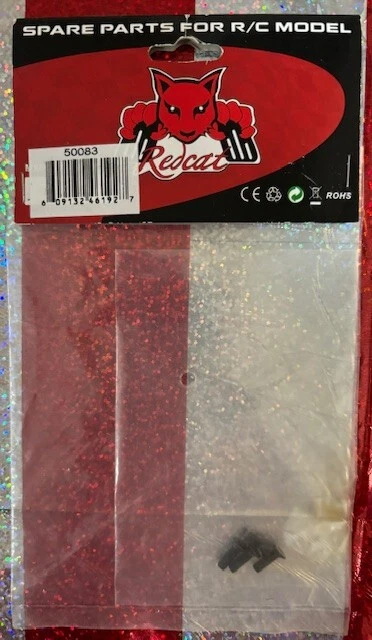 SPARE PARTS FOR R/C MODEL
Redcat
50083
6 09132 46192 7
CE
ROHS